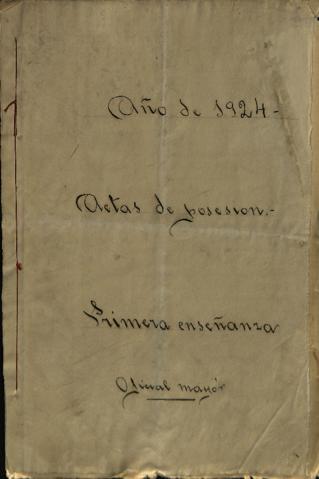 Año de 1924.-
Actas de posesion.-
Primera enseñanza
Oficial mayor